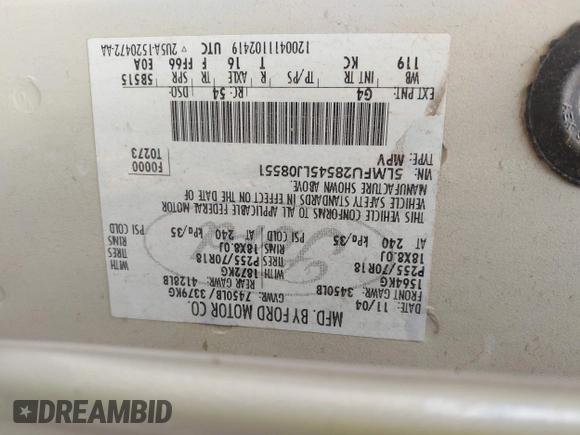 MFD. BY FORD MOTOR CO.
DATE: 11/04 GVWR: 7450LB/3379KG
FRONT GAWR: 3450LB REAR GAWR: 4128LB
1564KG WITH 1872KG WITH
P255/70R18 TIRES P255/70R18 TIRES
18X8.0J RIMS 18X8.0J RIMS
AT 240 kPa/35 PSI COLD AT 240 kPa/35 PSI COLD
THIS VEHICLE CONFORMS TO ALL APPLICABLE FEDERAL MOTOR
VEHICLE SAFETY STANDARDS IN EFFECT ON THE DATE OF
MANUFACTURE SHOWN ABOVE.
VIN: 5LMFU28545LJ08551 F0000
TYPE: MPV T0273
EXT PNT: G4 RC: 54 DSO:
WB INT TR TP/PS R AXLE TR SPR 5B515
119 KC 16 F FF66 E0A
12004111102419 UTC ▽ 2U5A-1520472-AA
DREAMBID